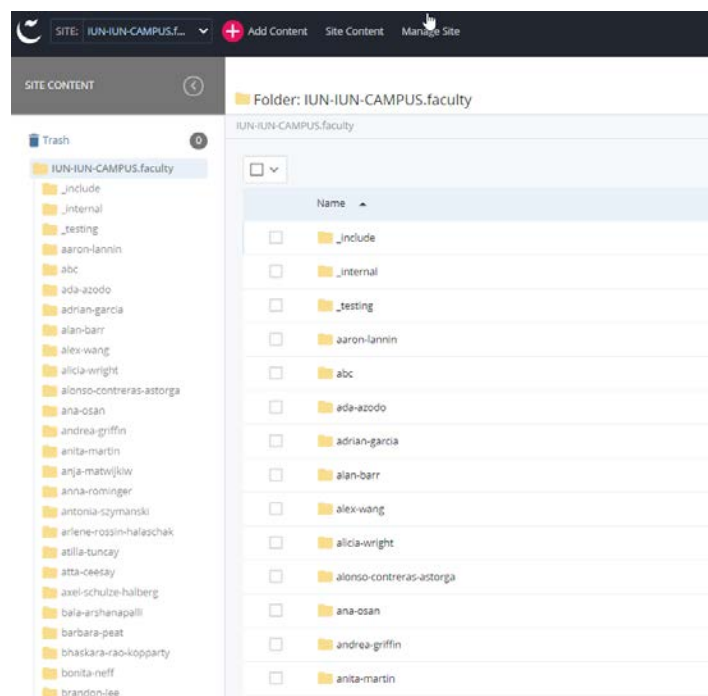 SITE: IUN-IUN-CAMPUS.f... Add Content Site Content Manage Site
SITE CONTENT
Trash 0
IUN-IUN-CAMPUS.faculty
_include
_internal
_testing
aaron-lannin
abc
ada-azodo
adrian-garcia
alan-barr
alex-wang
alicia-wright
alonso-contreras-astorga
ana-osan
andrea-griffin
anita-martin
anja-matwijkiw
anna-rominger
antonia-szymanski
arlene-rossin-halaschak
atilla-tuncay
atta-ceesay
axel-schulze-halberg
bala-arshanapalli
barbara-peat
bhaskara-rao-kopparty
bonita-neff
brandon-lee
Folder: IUN-IUN-CAMPUS.faculty
IUN-IUN-CAMPUS.faculty
Name
_include
_internal
_testing
aaron-lannin
abc
ada-azodo
adrian-garcia
alan-barr
alex-wang
alicia-wright
alonso-contreras-astorga
ana-osan
andrea-griffin
anita-martin